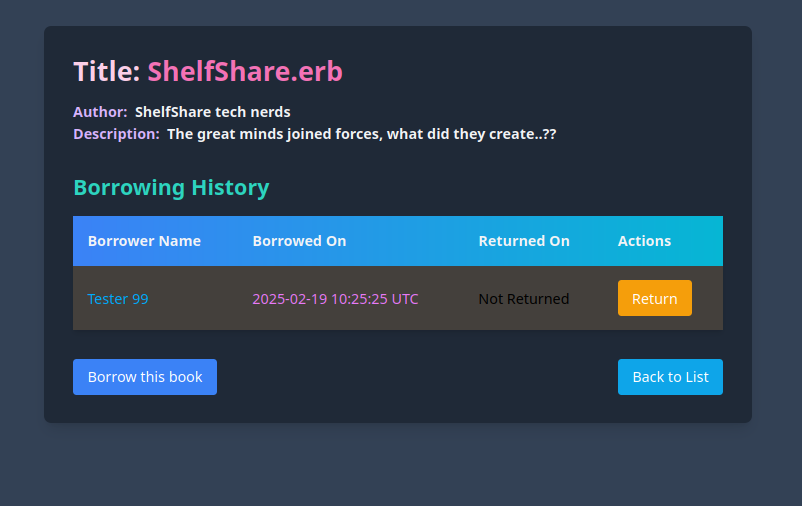 Title: ShelfShare.erb
Author: ShelfShare tech nerds
Description: The great minds joined forces, what did they create..??
Borrowing History
Borrower Name Borrowed On Returned On Actions
Tester 99 2025-02-19 10:25:25 UTC Not Returned Return
Borrow this book Back to List